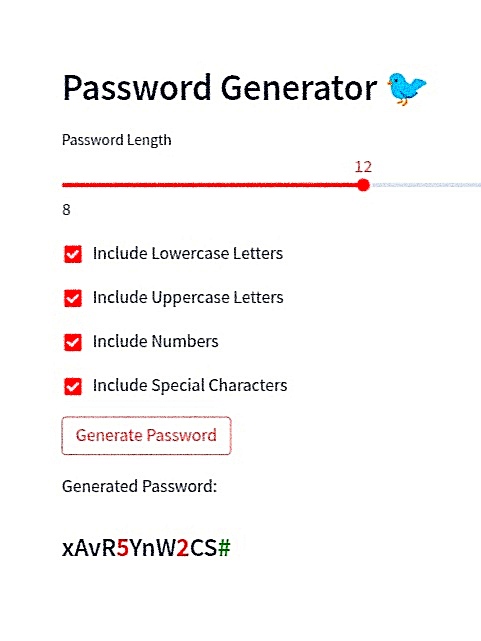 Password Generator 🐦
Password Length
12
8
Include Lowercase Letters
Include Uppercase Letters
Include Numbers
Include Special Characters
Generate Password
Generated Password:
xAvR5YnW2CS#